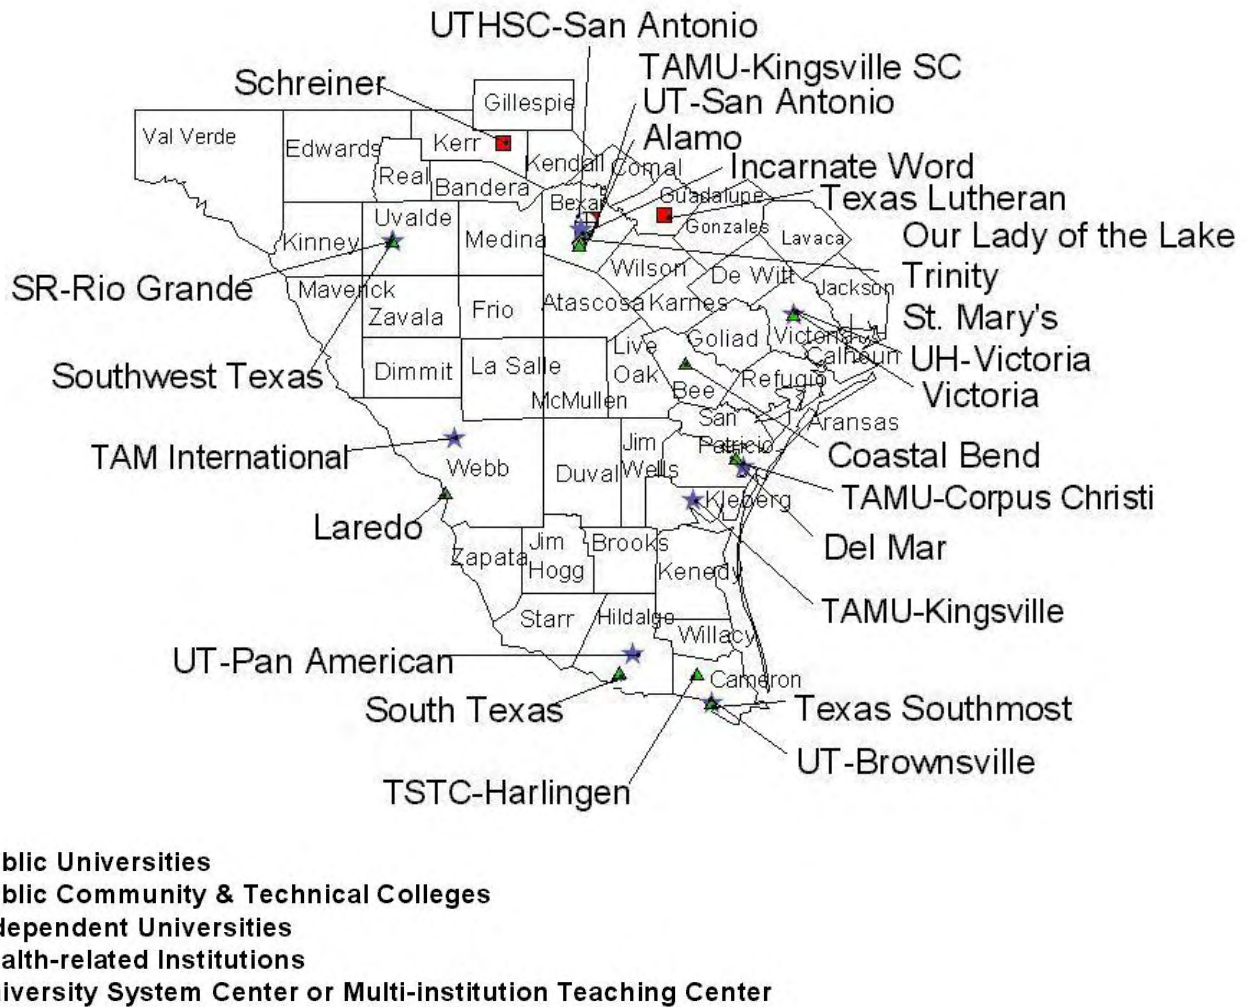 UTHSC-San Antonio
TAMU-Kingsville SC
Schreiner
UT-San Antonio
Gillespie
Alamo
Val Verde
Edwards
Kerr
Kendall
Comal
Incarnate Word
Real
Bandera
Bexar
Guadalupe
Texas Lutheran
Uvalde
Gonzales
Kinney
Medina
Lavaca
Our Lady of the Lake
Wilson
De Witt
Trinity
SR-Rio Grande
Maverick
Jackson
Zavala
Frio
Atascosa
Karnes
St. Mary's
Goliad
Victoria
Live
Oak
Calhoun
UH-Victoria
Southwest Texas
Dimmit
La Salle
Bee
Refugio
Victoria
McMullen
San
Patricio
Aransas
TAM International
Webb
Duval
Jim
Wells
Coastal Bend
Kleberg
TAMU-Corpus Christi
Laredo
Zapata
Jim
Hogg
Brooks
Kenedy
Del Mar
Starr
Hildalgo
TAMU-Kingsville
Willacy
UT-Pan American
Cameron
South Texas
Texas Southmost
UT-Brownsville
TSTC-Harlingen
blic Universities
blic Community & Technical Colleges
dependent Universities
alth-related Institutions
iversity System Center or Multi-institution Teaching Center